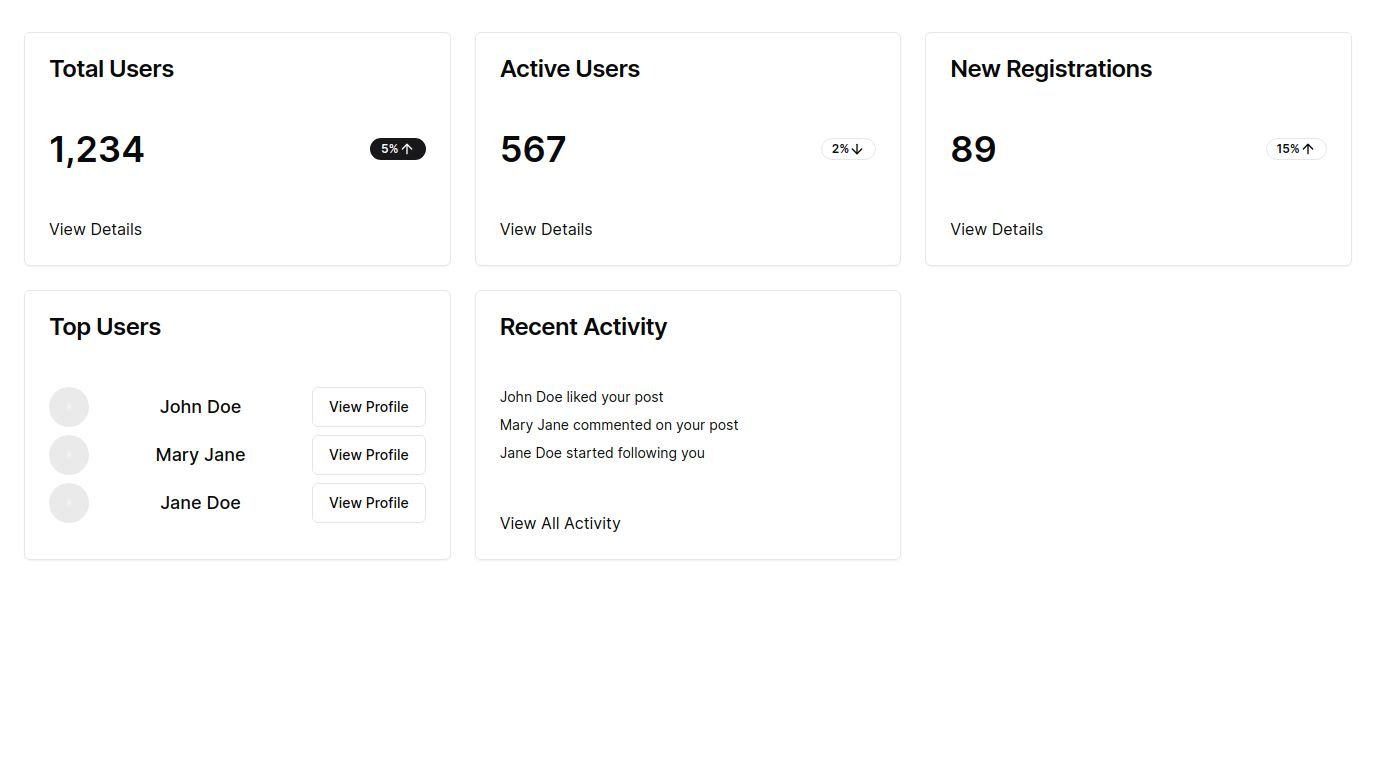 Total Users
1,234
5%↑
View Details
Active Users
567
2%↓
View Details
New Registrations
89
15%↑
View Details
Top Users
John Doe
View Profile
Mary Jane
View Profile
Jane Doe
View Profile
Recent Activity
John Doe liked your post
Mary Jane commented on your post
Jane Doe started following you
View All Activity